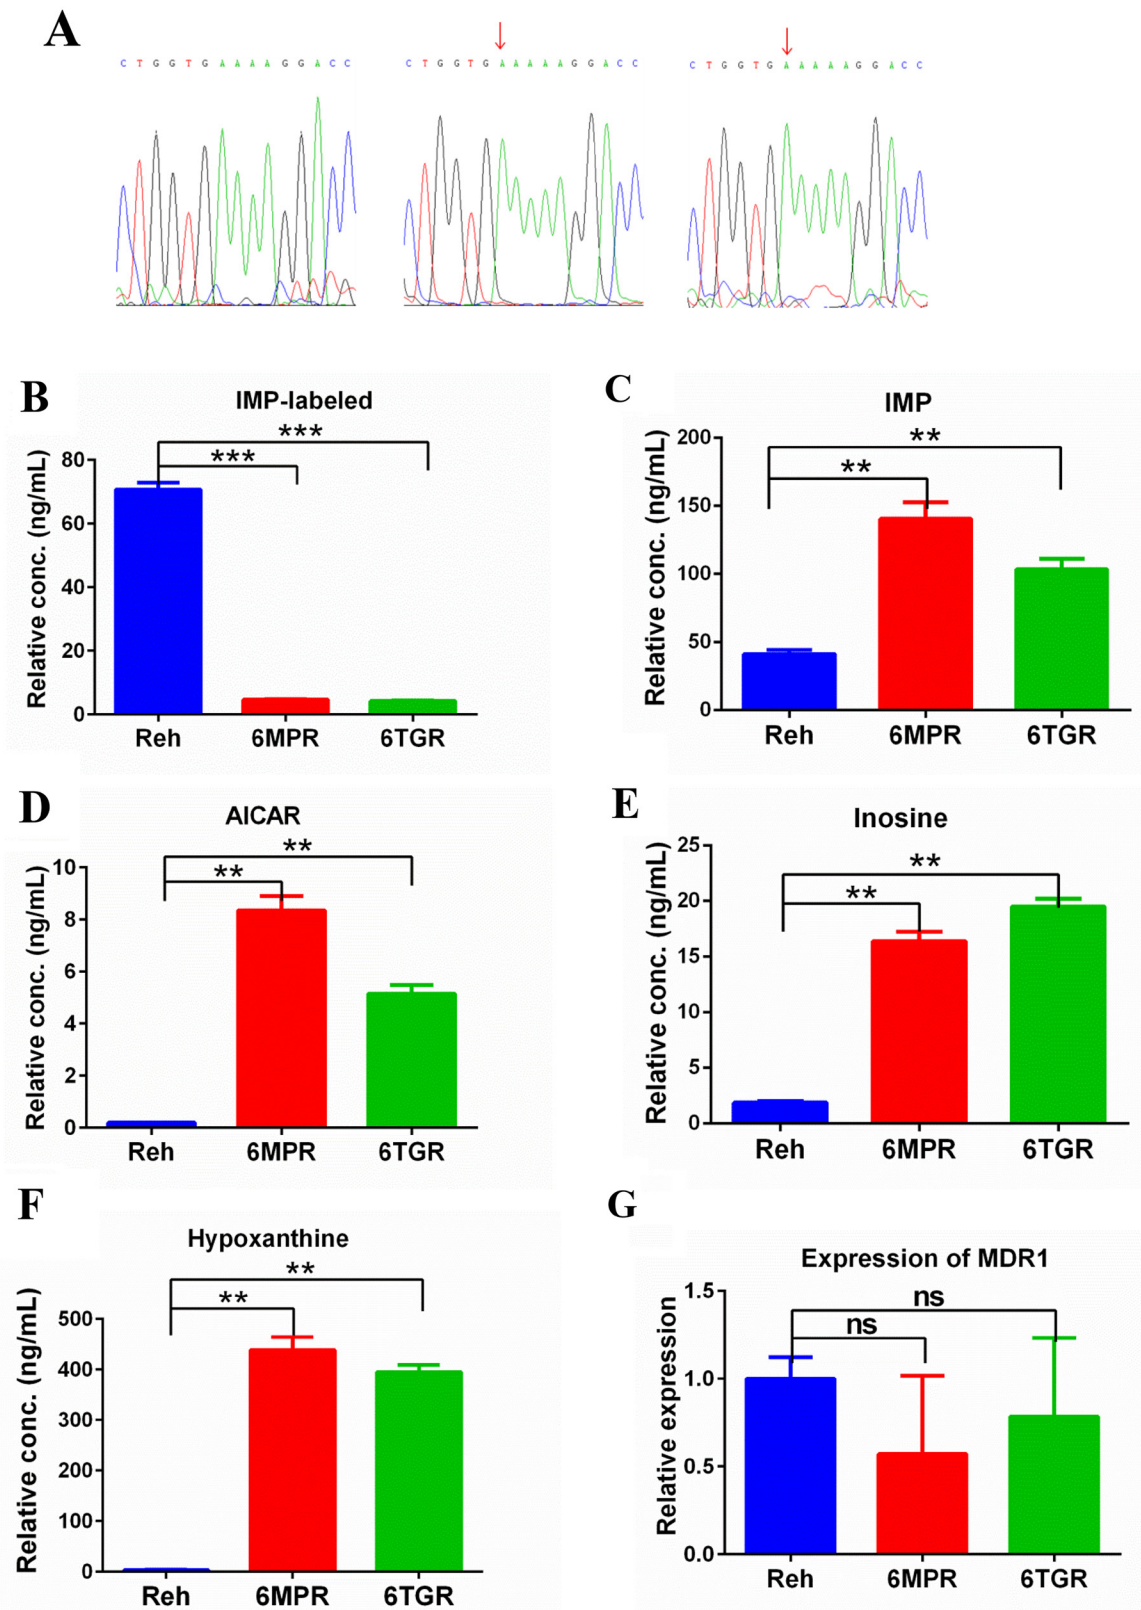 A
C T G G T G A A A A G G A C C
C T G G T G A A A A A G G A C C
C T G G T G A A A A A G G A C C
B
IMP-labeled
***
***
Relative conc. (ng/mL)
80
60
40
20
0
Reh 6MPR 6TGR
C
IMP
**
**
Relative conc. (ng/mL)
200
150
100
50
0
Reh 6MPR 6TGR
D
AICAR
**
**
Relative conc. (ng/mL)
10
8
6
4
2
0
Reh 6MPR 6TGR
E
Inosine
**
**
Relative conc. (ng/mL)
25
20
15
10
5
0
Reh 6MPR 6TGR
F
Hypoxanthine
**
**
Relative conc. (ng/mL)
500
400
300
200
100
0
Reh 6MPR 6TGR
G
Expression of MDR1
ns
ns
Relative expression
1.5
1.0
0.5
0.0
Reh 6MPR 6TGR